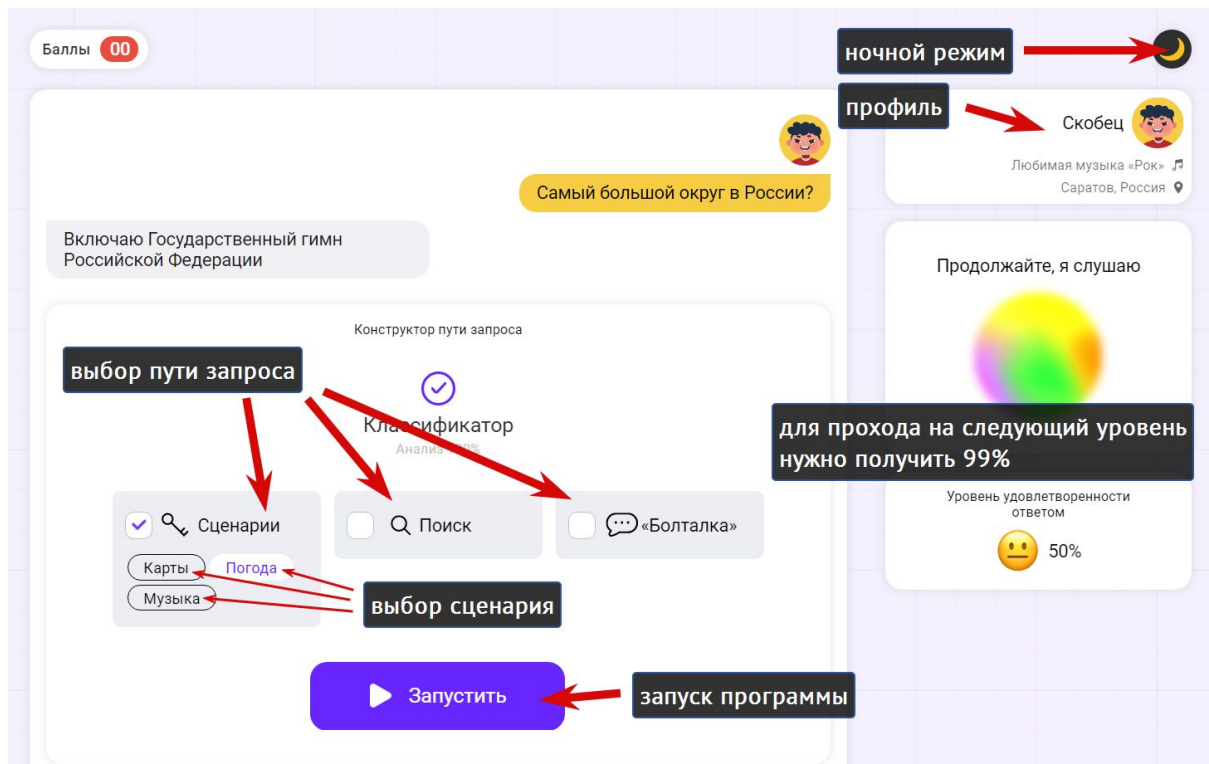 Баллы 00
ночной режим
профиль
Скобец
Любимая музыка «Рок»
Саратов, Россия
Самый большой округ в России?
Включаю Государственный гимн
Российской Федерации
Продолжайте, я слушаю
Конструктор пути запроса
выбор пути запроса
Классификатор
Анализ
для прохода на следующий уровень
нужно получить 99%
Уровень удовлетворенности
ответом
50%
Сценарии
Поиск
«Болталка»
Карты
Погода
Музыка
выбор сценария
Запустить
запуск программы